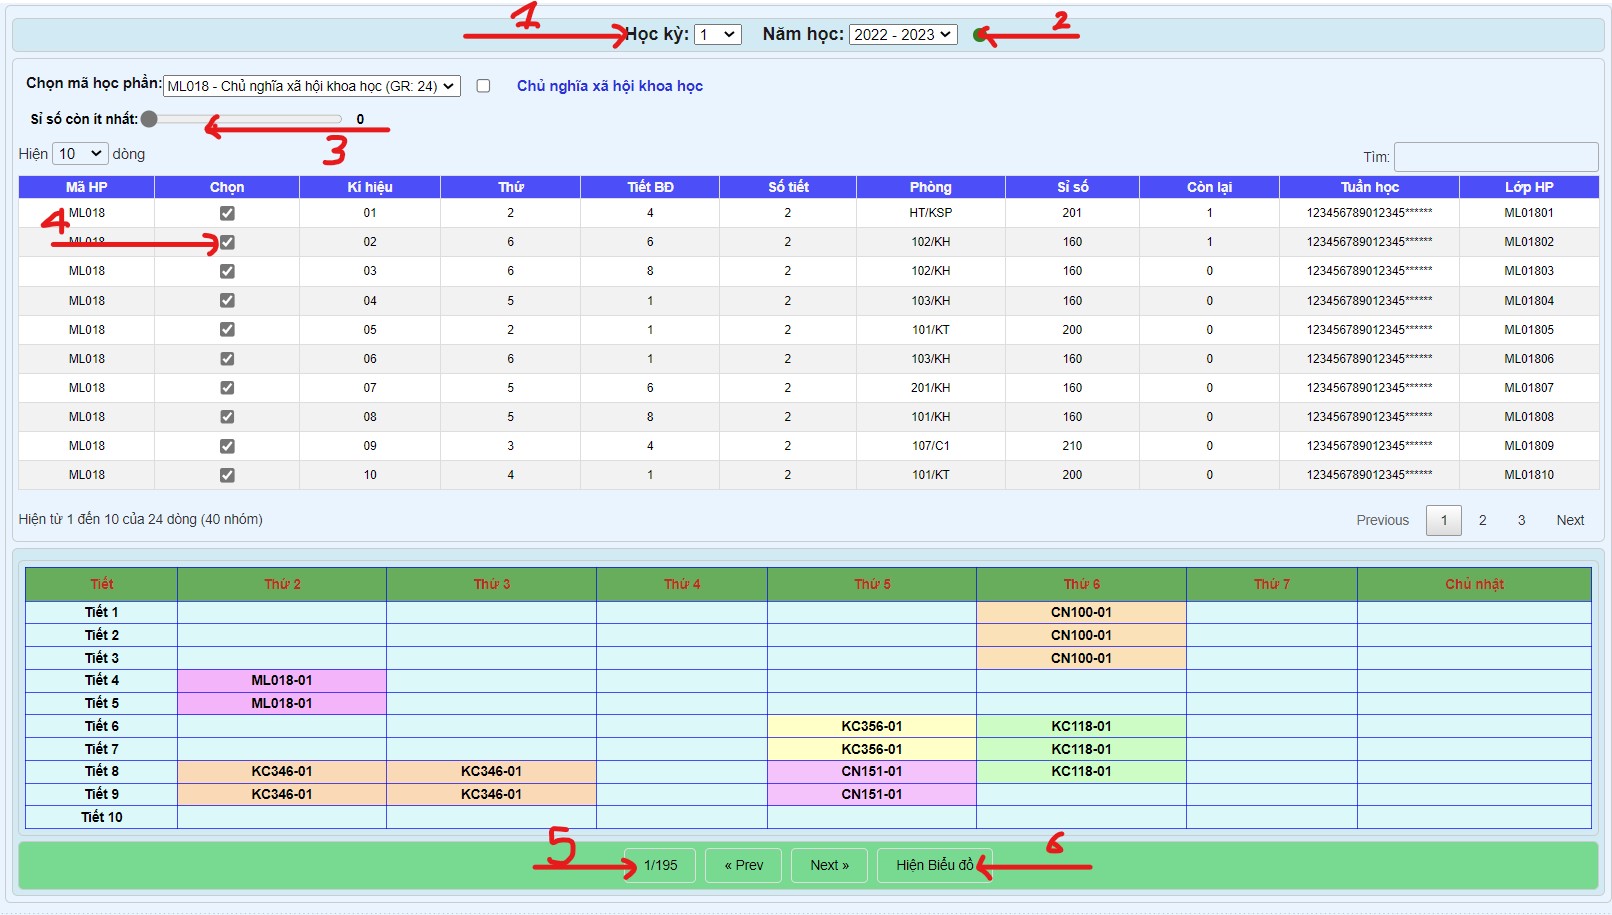 1 Học kỳ: 1 Năm học: 2022 - 2023 2
Chọn mã học phần: ML018 - Chủ nghĩa xã hội khoa học (GR: 24) Chủ nghĩa xã hội khoa học
Sỉ số còn ít nhất: 0
3
Hiện 10 dòng Tìm:
Mã HP Chọn Kí hiệu Thứ Tiết BĐ Số tiết Phòng Sỉ số Còn lại Tuần học Lớp HP
ML018 01 2 4 2 HT/KSP 201 1 123456789012345****** ML01801
4
ML018 02 6 6 2 102/KH 160 1 123456789012345****** ML01802
ML018 03 6 8 2 102/KH 160 0 123456789012345****** ML01803
ML018 04 5 1 2 103/KH 160 0 123456789012345****** ML01804
ML018 05 2 1 2 101/KT 200 0 123456789012345****** ML01805
ML018 06 6 1 2 103/KH 160 0 123456789012345****** ML01806
ML018 07 5 6 2 201/KH 160 0 123456789012345****** ML01807
ML018 08 5 8 2 101/KH 160 0 123456789012345****** ML01808
ML018 09 3 4 2 107/C1 210 0 123456789012345****** ML01809
ML018 10 4 1 2 101/KT 200 0 123456789012345****** ML01810
Hiện từ 1 đến 10 của 24 dòng (40 nhóm) Previous 1 2 3 Next
Tiết Thứ 2 Thứ 3 Thứ 4 Thứ 5 Thứ 6 Thứ 7 Chủ nhật
Tiết 1 CN100-01
Tiết 2 CN100-01
Tiết 3 CN100-01
Tiết 4 ML018-01
Tiết 5 ML018-01
Tiết 6 KC356-01 KC118-01
Tiết 7 KC356-01 KC118-01
Tiết 8 KC346-01 KC346-01 CN151-01 KC118-01
Tiết 9 KC346-01 KC346-01 CN151-01
Tiết 10
5 1/195 « Prev Next » Hiện Biểu đồ 6